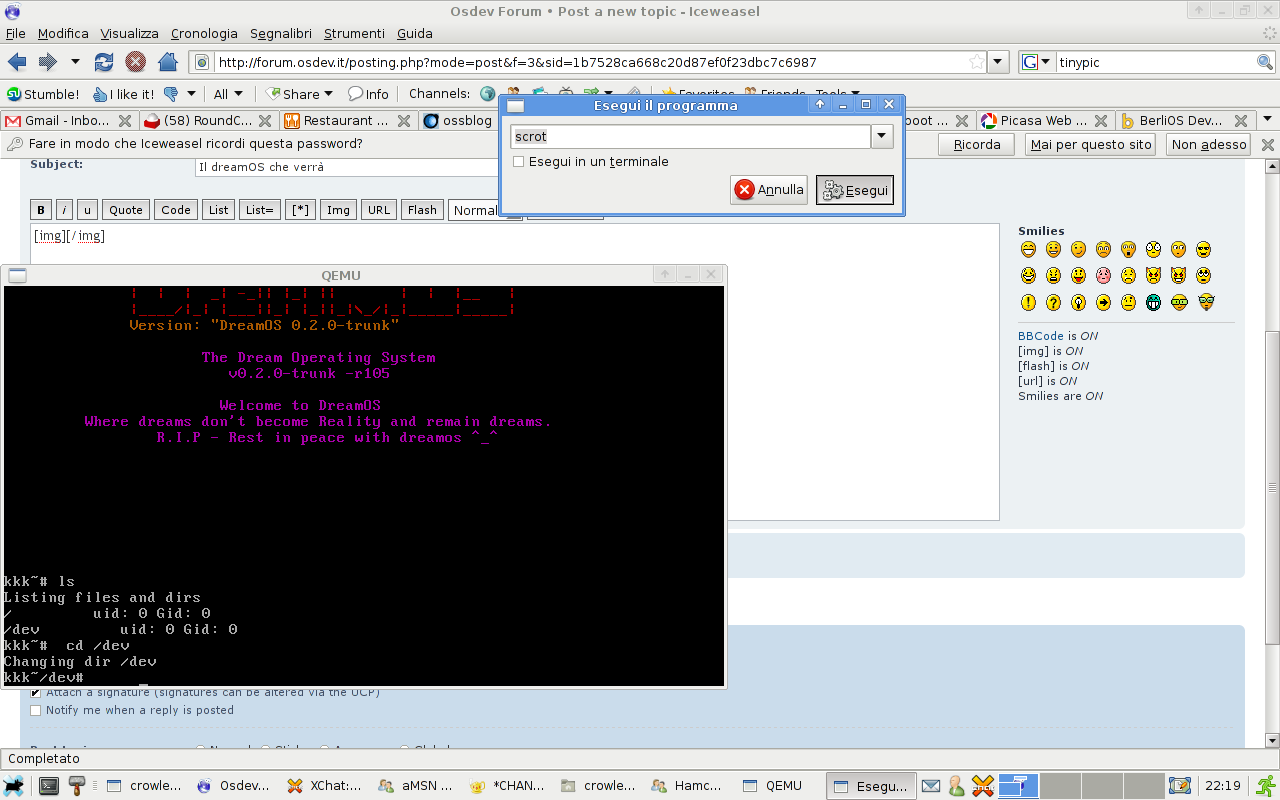 Osdev Forum • Post a new topic - Iceweasel
File Modifica Visualizza Cronologia Segnalibri Strumenti Guida
http://forum.osdev.it/posting.php?mode=post&f=3&sid=1b7528ca668c20d87ef0f23dbc7c6987
tinypic
Stumble! I like it! All Share Info Channels: Favorites Friends Tools
Gmail - Inbo... (58) RoundC... Restaurant ... ossblog boot ... Picasa Web ... BerliOS Dev...
Fare in modo che Iceweasel ricordi questa password? Ricorda Mai per questo sito Non adesso
Esegui il programma
scrot
Esegui in un terminale
Annulla Esegui
Subject: Il dreamOS che verrà
B i u Quote Code List List= [*] Img URL Flash Normal
[img][/img]
Smilies
BBCode is ON
[img] is ON
[flash] is ON
[url] is ON
Smilies are ON
QEMU
Version: "DreamOS 0.2.0-trunk"
The Dream Operating System
v0.2.0-trunk -r105
Welcome to DreamOS
Where dreams don't become Reality and remain dreams.
R.I.P - Rest in peace with dreamos ^_^
kkk~# ls
Listing files and dirs
/ uid: 0 Gid: 0
/dev uid: 0 Gid: 0
kkk~# cd /dev
Changing dir /dev
kkk~/dev#
Attach a signature (signatures can be altered via the UCP)
Notify me when a reply is posted
Completato
crowle... Osdev... XChat:... aMSN ... *CHAN... crowle... Hamc... QEMU Esegu... 22:19